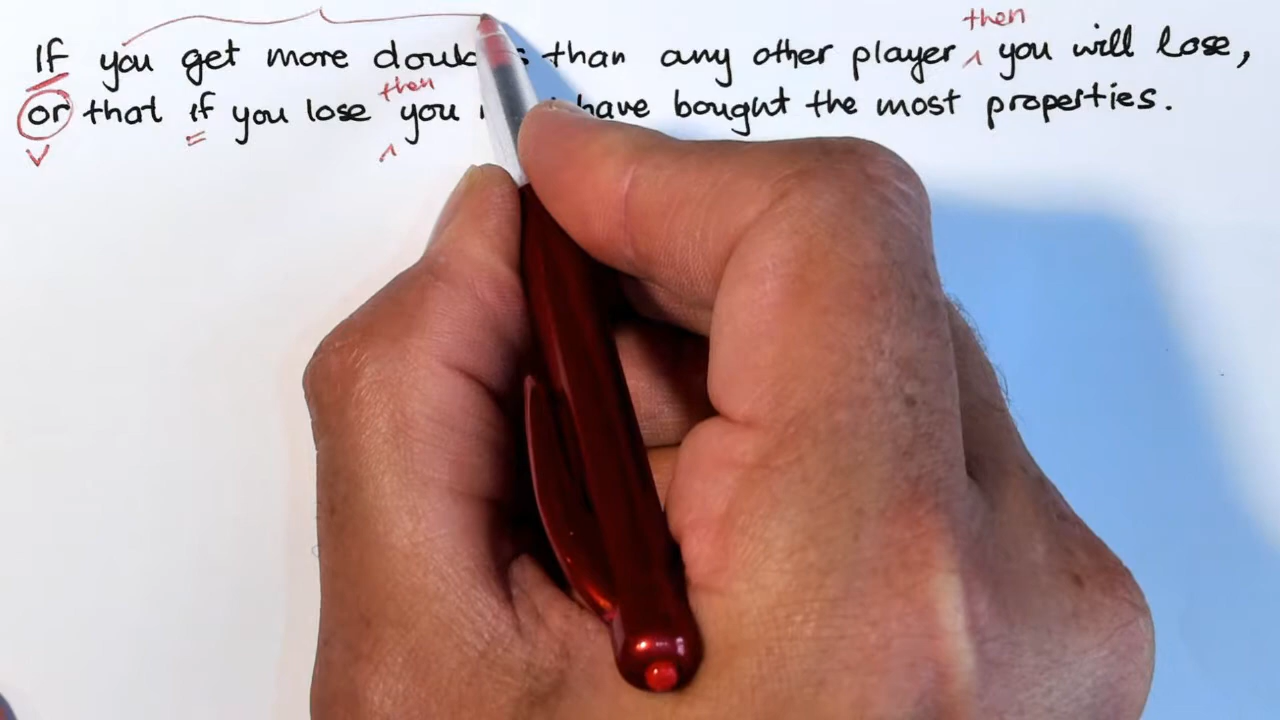 then
If you get more than any other player ^ you will lose,
then
or that if you lose ^ you have bought the most properties.
v